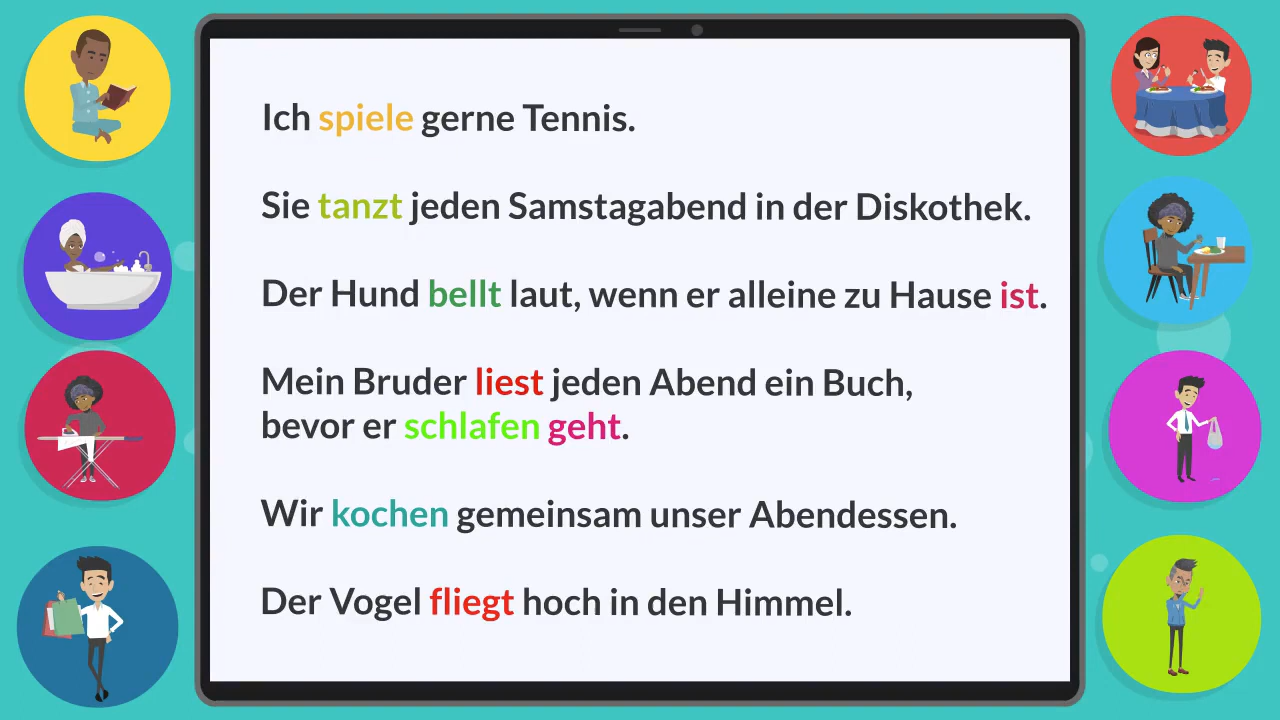 Ich spiele gerne Tennis.
Sie tanzt jeden Samstagabend in der Diskothek.
Der Hund bellt laut, wenn er alleine zu Hause ist.
Mein Bruder liest jeden Abend ein Buch,
bevor er schlafen geht.
Wir kochen gemeinsam unser Abendessen.
Der Vogel fliegt hoch in den Himmel.